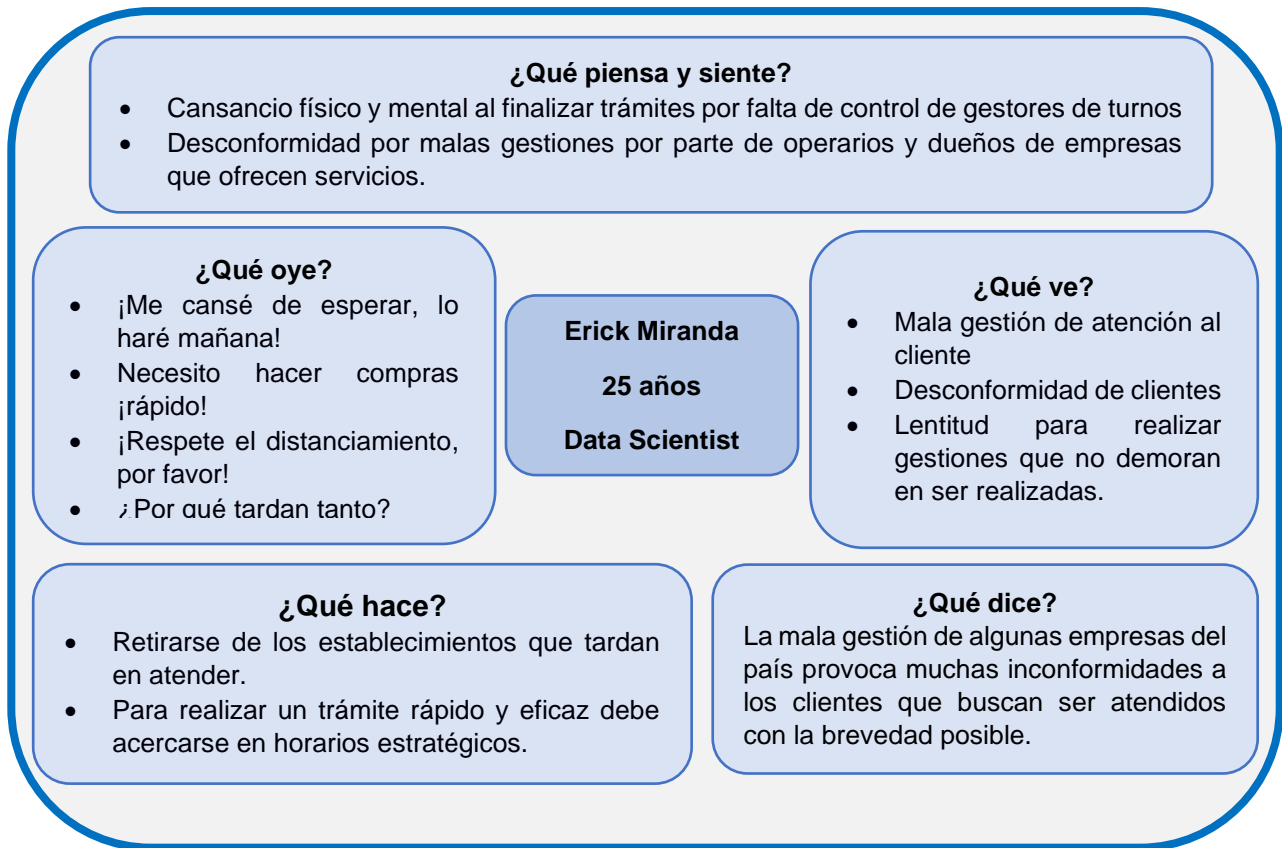 ¿Qué piensa y siente?
• Cansancio físico y mental al finalizar trámites por falta de control de gestores de turnos
• Desconformidad por malas gestiones por parte de operarios y dueños de empresas
que ofrecen servicios.
¿Qué oye?
• ¡Me cansé de esperar, lo
haré mañana!
• Necesito hacer compras
¡rápido!
• ¡Respete el distanciamiento,
por favor!
• ¿Por qué tardan tanto?
Erick Miranda
25 años
Data Scientist
¿Qué ve?
• Mala gestión de atención al
cliente
• Desconformidad de clientes
• Lentitud para realizar
gestiones que no demoran
en ser realizadas.
¿Qué hace?
• Retirarse de los establecimientos que tardan
en atender.
• Para realizar un trámite rápido y eficaz debe
acercarse en horarios estratégicos.
¿Qué dice?
La mala gestión de algunas empresas del
país provoca muchas inconformidades a
los clientes que buscan ser atendidos
con la brevedad posible.